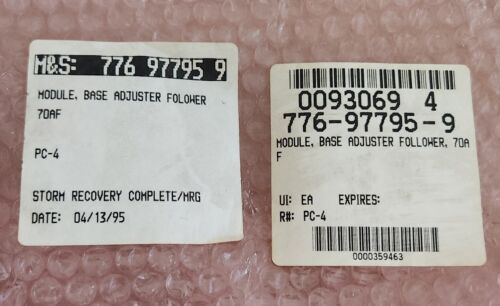 M&S: 776 97795 9
MODULE, BASE ADJUSTER FOLOWER
70AF
PC-4
STORM RECOVERY COMPLETE/MRG
DATE: 04/13/95
0093069 4
776-97795-9
MODULE, BASE ADJUSTER FOLLOWER, 70A
F
UI: EA EXPIRES:
R#: PC-4
0000359463